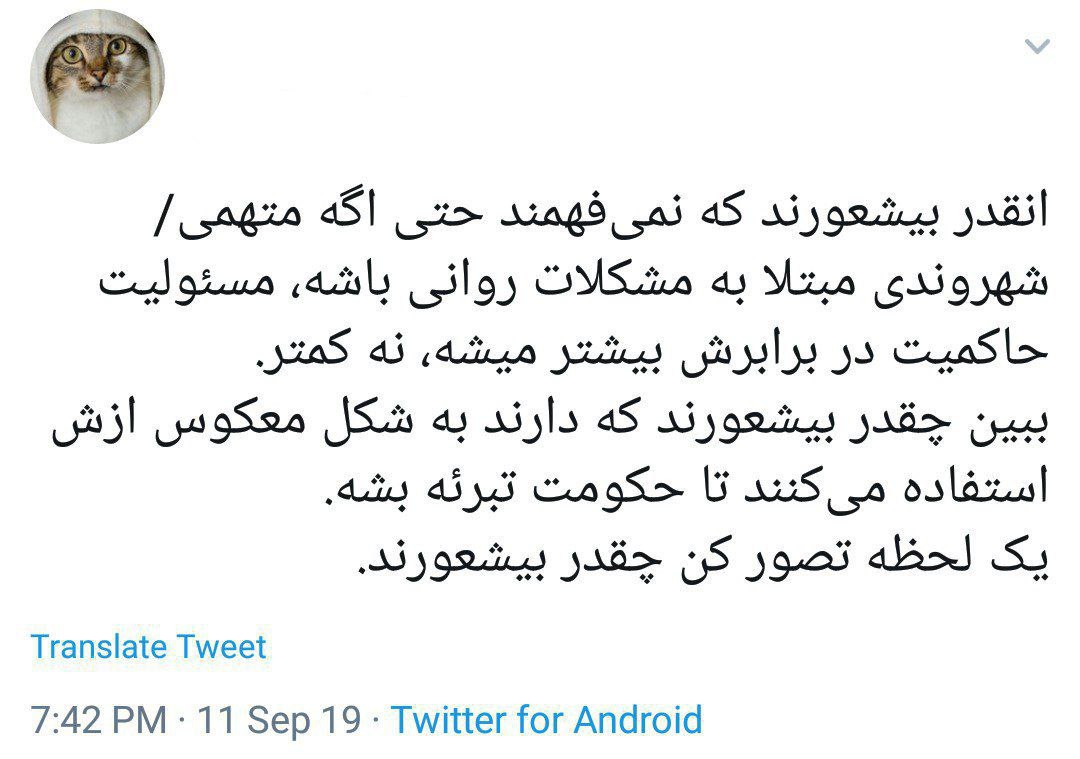 انقدر بیشعورند که نمی‌فهمند حتی اگه متهمی/
شهروندی مبتلا به مشکلات روانی باشه، مسئولیت
حاکمیت در برابرش بیشتر میشه، نه کمتر.
ببین چقدر بیشعورند که دارند به شکل معکوس ازش
استفاده می‌کنند تا حکومت تبرئه بشه.
یک لحظه تصور کن چقدر بیشعورند.
Translate Tweet
7:42 PM · 11 Sep 19 · Twitter for Android